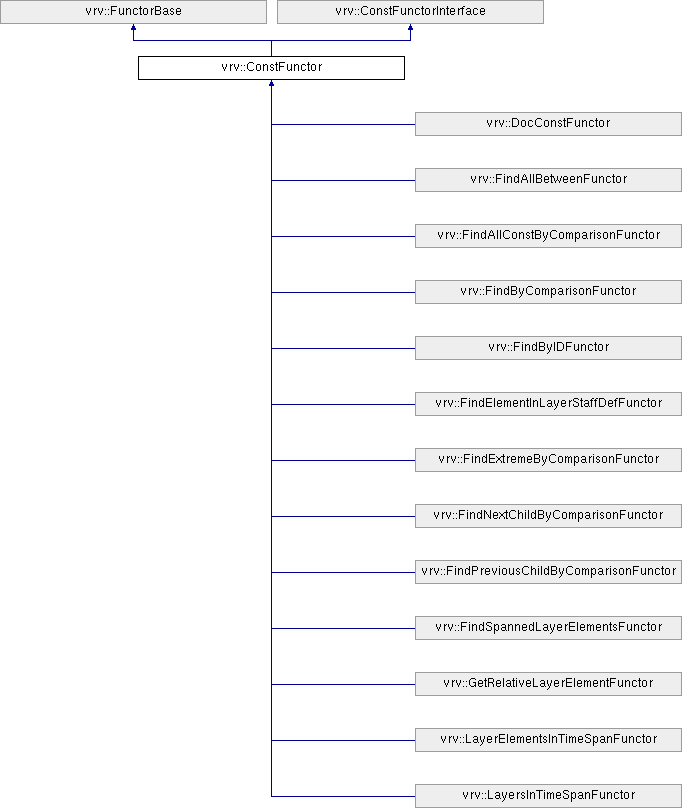 vrv::FunctorBase
vrv::ConstFunctorInterface
vrv::ConstFunctor
vrv::DocConstFunctor
vrv::FindAllBetweenFunctor
vrv::FindAllConstByComparisonFunctor
vrv::FindByComparisonFunctor
vrv::FindByIDFunctor
vrv::FindElementInLayerStaffDefFunctor
vrv::FindExtremeByComparisonFunctor
vrv::FindNextChildByComparisonFunctor
vrv::FindPreviousChildByComparisonFunctor
vrv::FindSpannedLayerElementsFunctor
vrv::GetRelativeLayerElementFunctor
vrv::LayerElementsInTimeSpanFunctor
vrv::LayersInTimeSpanFunctor